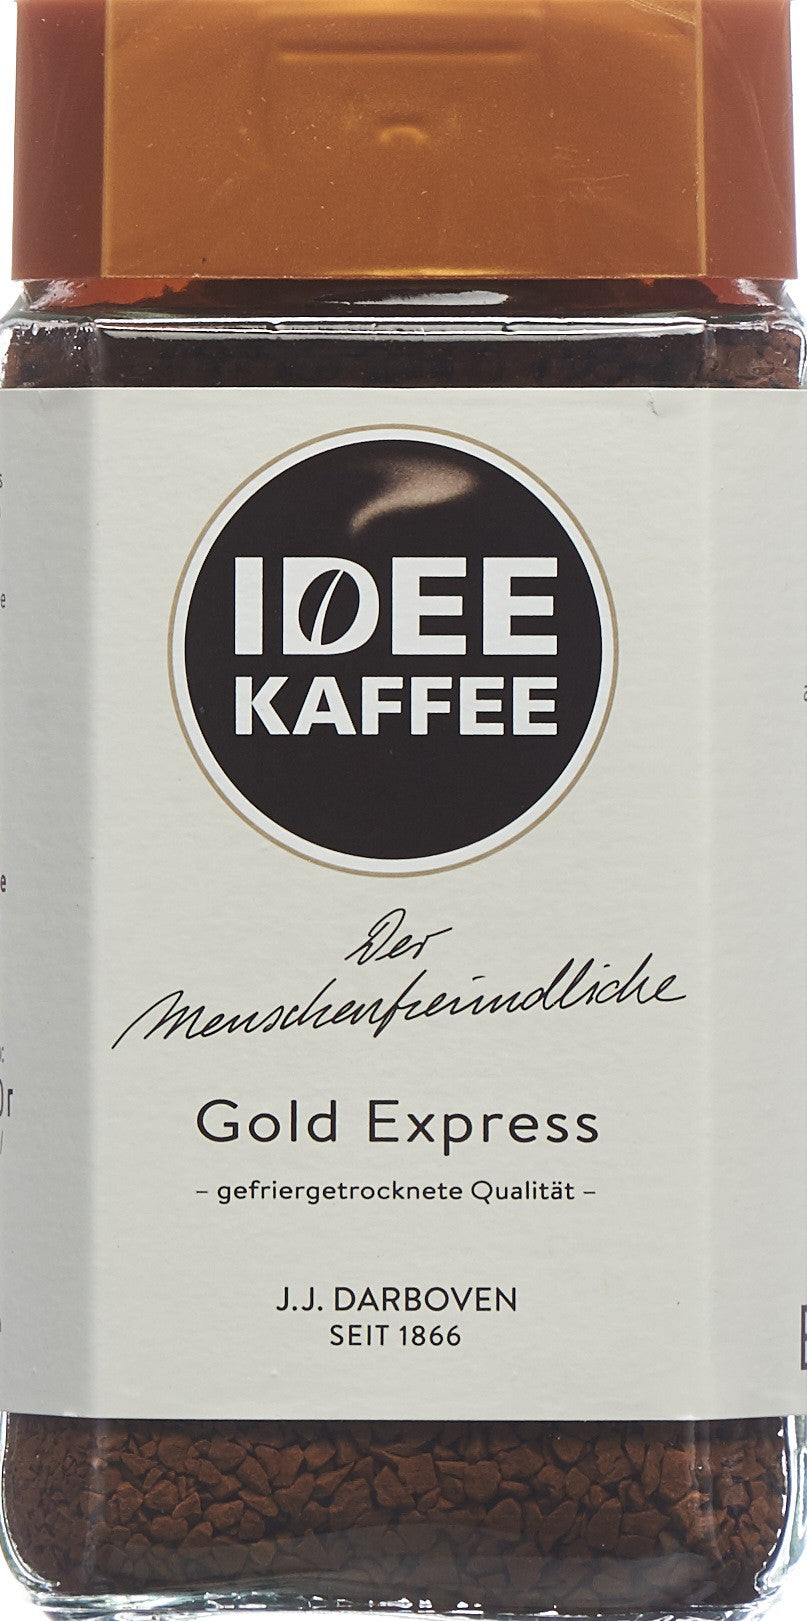 IDEE
KAFFEE
Der
Menschenfreundliche
Gold Express
– gefriergetrocknete Qualität –
J.J. DARBOVEN
SEIT 1866